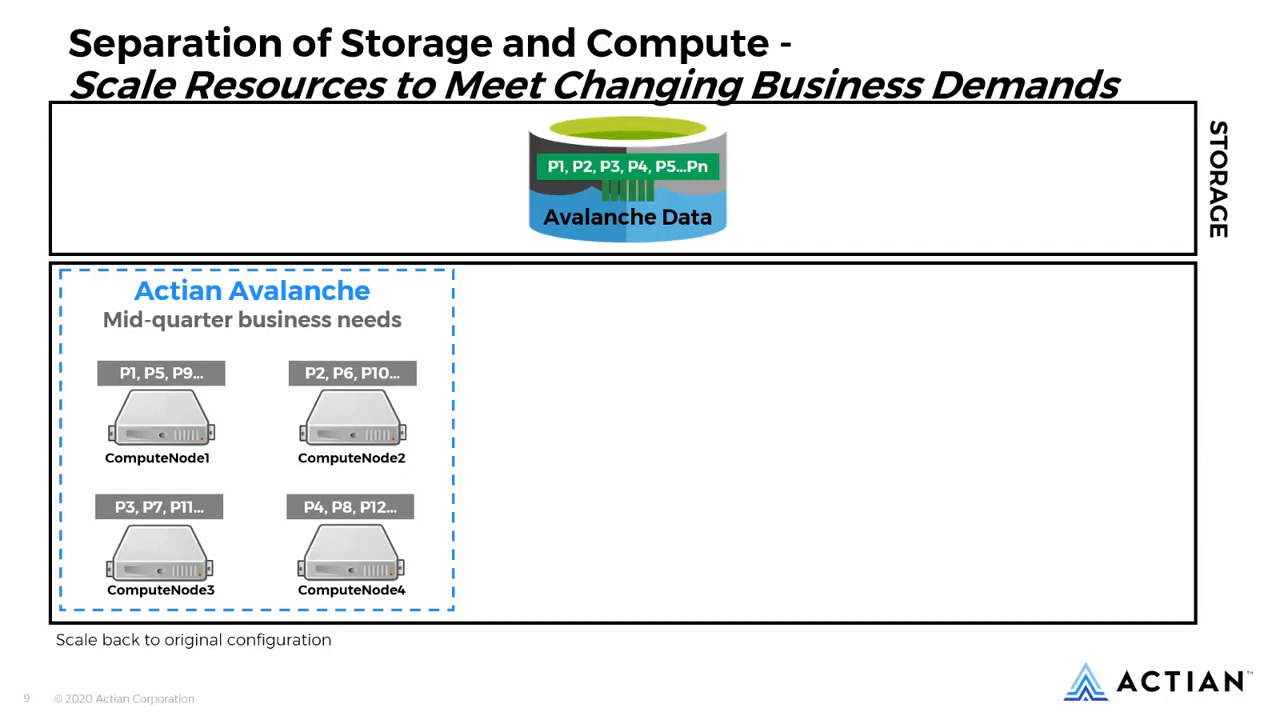 Separation of Storage and Compute -
Scale Resources to Meet Changing Business Demands
P1, P2, P3, P4, P5...Pn
Avalanche Data
STORAGE
Actian Avalanche
Mid-quarter business needs
P1, P5, P9...
P2, P6, P10...
ComputeNode1
ComputeNode2
P3, P7, P11...
P4, P8, P12...
ComputeNode3
ComputeNode4
Scale back to original configuration
9
© 2020 Actian Corporation
ACTIAN™